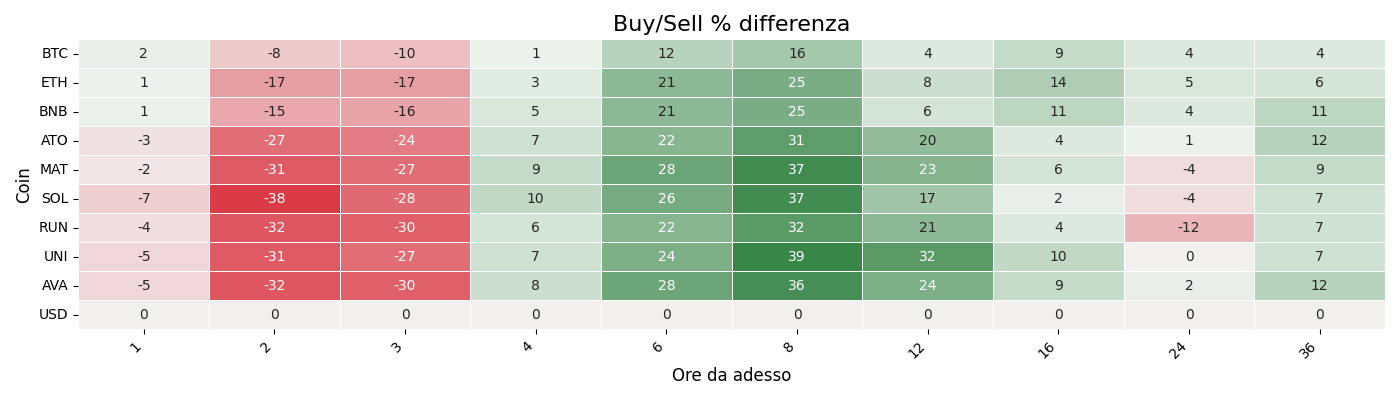 Buy/Sell % differenza
BTC 2 -8 -10 1 12 16 4 9 4 4
ETH 1 -17 -17 3 21 25 8 14 5 6
BNB 1 -15 -16 5 21 25 6 11 4 11
ATO -3 -27 -24 7 22 31 20 4 1 12
MAT -2 -31 -27 9 28 37 23 6 -4 9
SOL -7 -38 -28 10 26 37 17 2 -4 7
RUN -4 -32 -30 6 22 32 21 4 -12 7
UNI -5 -31 -27 7 24 39 32 10 0 7
AVA -5 -32 -30 8 28 36 24 9 2 12
USD 0 0 0 0 0 0 0 0 0 0
1 2 3 4 6 8 12 16 24 36
Coin
Ore da adesso